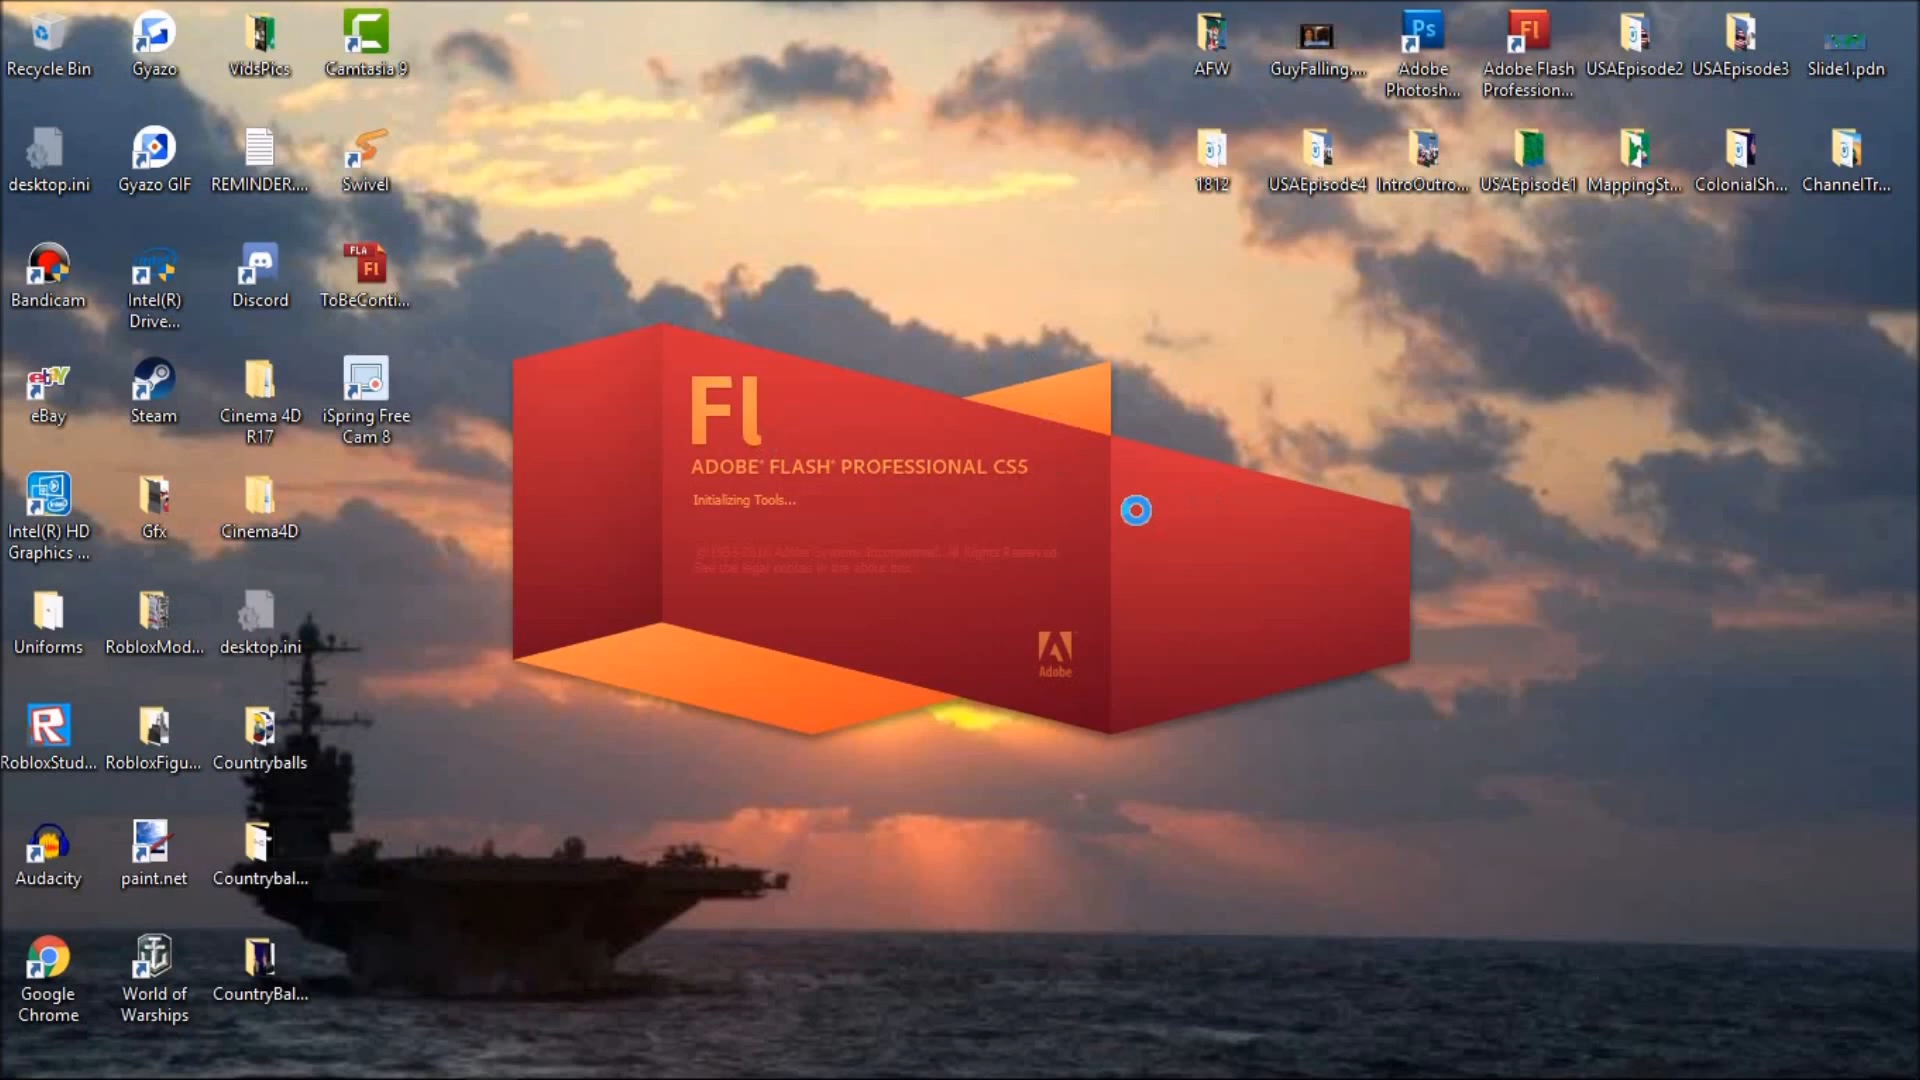 Recycle Bin
Gyazo
VidsPics
Camtasia 9
AFW
GuyFalling....
Adobe
Photosh...
Adobe Flash
Profession...
USAEpisode2
USAEpisode3
Slide1.pdn
desktop.ini
Gyazo GIF
REMINDER....
Swivel
1812
USAEpisode4
IntroOutro...
USAEpisode1
MappingSt...
ColonialSh...
ChannelTr...
Bandicam
Intel(R)
Drive...
Discord
ToBeConti...
eBay
Steam
Cinema 4D
R17
iSpring Free
Cam 8
Intel(R) HD
Graphics ...
Gfx
Cinema4D
Uniforms
RobloxMod...
desktop.ini
RobloxStud...
RobloxFigu...
Countryballs
Audacity
paint.net
Countrybal...
Google
Chrome
World of
Warships
CountryBal...
Fl
ADOBE® FLASH® PROFESSIONAL CS5
Initializing Tools...
Adobe
Ps
Fl
FLA
Fl
ebY